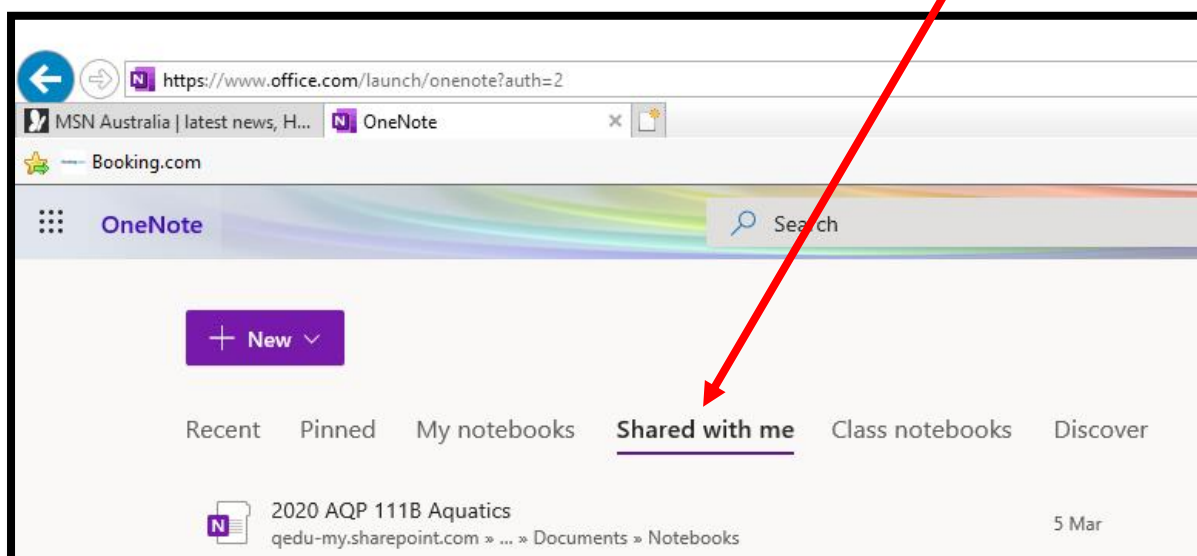 https://www.office.com/launch/onenote?auth=2
MSN Australia | latest news, H... OneNote
Booking.com
OneNote Search
+ New
Recent Pinned My notebooks Shared with me Class notebooks Discover
2020 AQP 111B Aquatics
qedu-my.sharepoint.com » ... » Documents » Notebooks 5 Mar